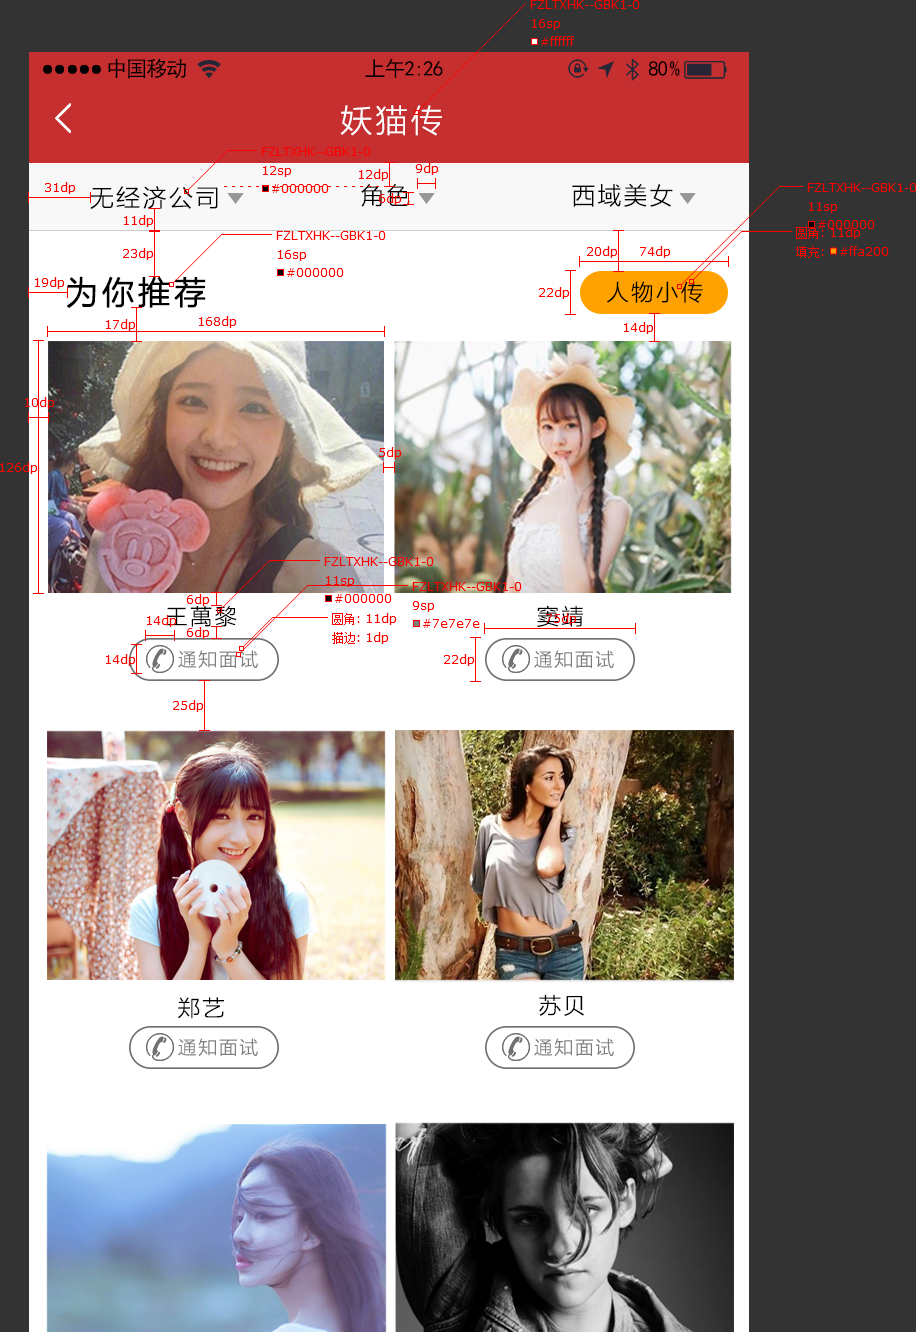 FZLTXHK--GBK1-0
16sp
#ffffff
中国移动
上午2:26
80%
妖猫传
FZLTXHK--GBK1-0
12sp
#000000
12dp
9dp
6dp
31dp
无经济公司
角色
西域美女
FZLTXHK--GBK1-0
11sp
#000000
圆角: 11dp
填充: #ffa200
11dp
23dp
FZLTXHK--GBK1-0
16sp
#000000
20dp
74dp
19dp
为你推荐
22dp
人物小传
17dp
168dp
14dp
10dp
126dp
5dp
FZLTXHK--GBK1-0
11sp
#000000
FZLTXHK--GBK1-0
9sp
#7e7e7e
6dp
王萬黎
窦靖
75dp
14dp
6dp
圆角: 11dp
描边: 1dp
14dp
通知面试
22dp
通知面试
25dp
郑艺
苏贝
通知面试
通知面试